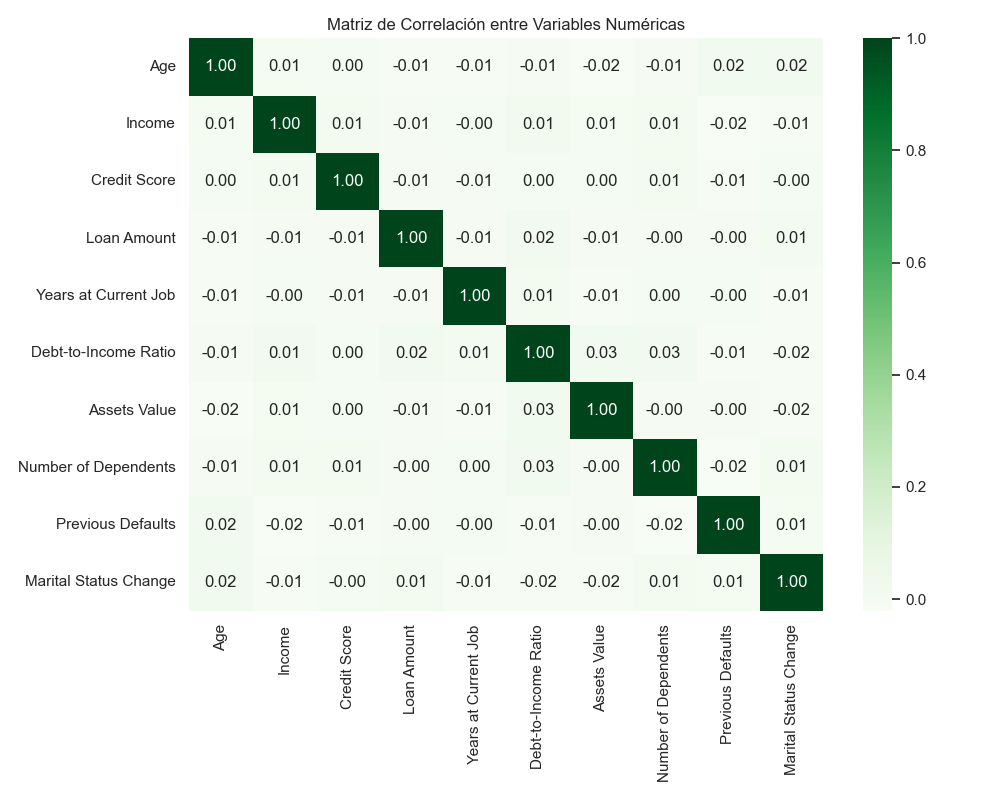 Matriz de Correlación entre Variables Numéricas
Age 1.00 0.01 0.00 -0.01 -0.01 -0.01 -0.02 -0.01 0.02 0.02
Income 0.01 1.00 0.01 -0.01 -0.00 0.01 0.01 0.01 -0.02 -0.01
Credit Score 0.00 0.01 1.00 -0.01 -0.01 0.00 0.00 0.01 -0.01 -0.00
Loan Amount -0.01 -0.01 -0.01 1.00 -0.01 0.02 -0.01 -0.00 -0.00 0.01
Years at Current Job -0.01 -0.00 -0.01 -0.01 1.00 0.01 -0.01 0.00 -0.00 -0.01
Debt-to-Income Ratio -0.01 0.01 0.00 0.02 0.01 1.00 0.03 0.03 -0.01 -0.02
Assets Value -0.02 0.01 0.00 -0.01 -0.01 0.03 1.00 -0.00 -0.00 -0.02
Number of Dependents -0.01 0.01 0.01 -0.00 0.00 0.03 -0.00 1.00 -0.02 0.01
Previous Defaults 0.02 -0.02 -0.01 -0.00 -0.00 -0.01 -0.00 -0.02 1.00 0.01
Marital Status Change 0.02 -0.01 -0.00 0.01 -0.01 -0.02 -0.02 0.01 0.01 1.00
Age
Income
Credit Score
Loan Amount
Years at Current Job
Debt-to-Income Ratio
Assets Value
Number of Dependents
Previous Defaults
Marital Status Change
1.0
0.8
0.6
0.4
0.2
0.0